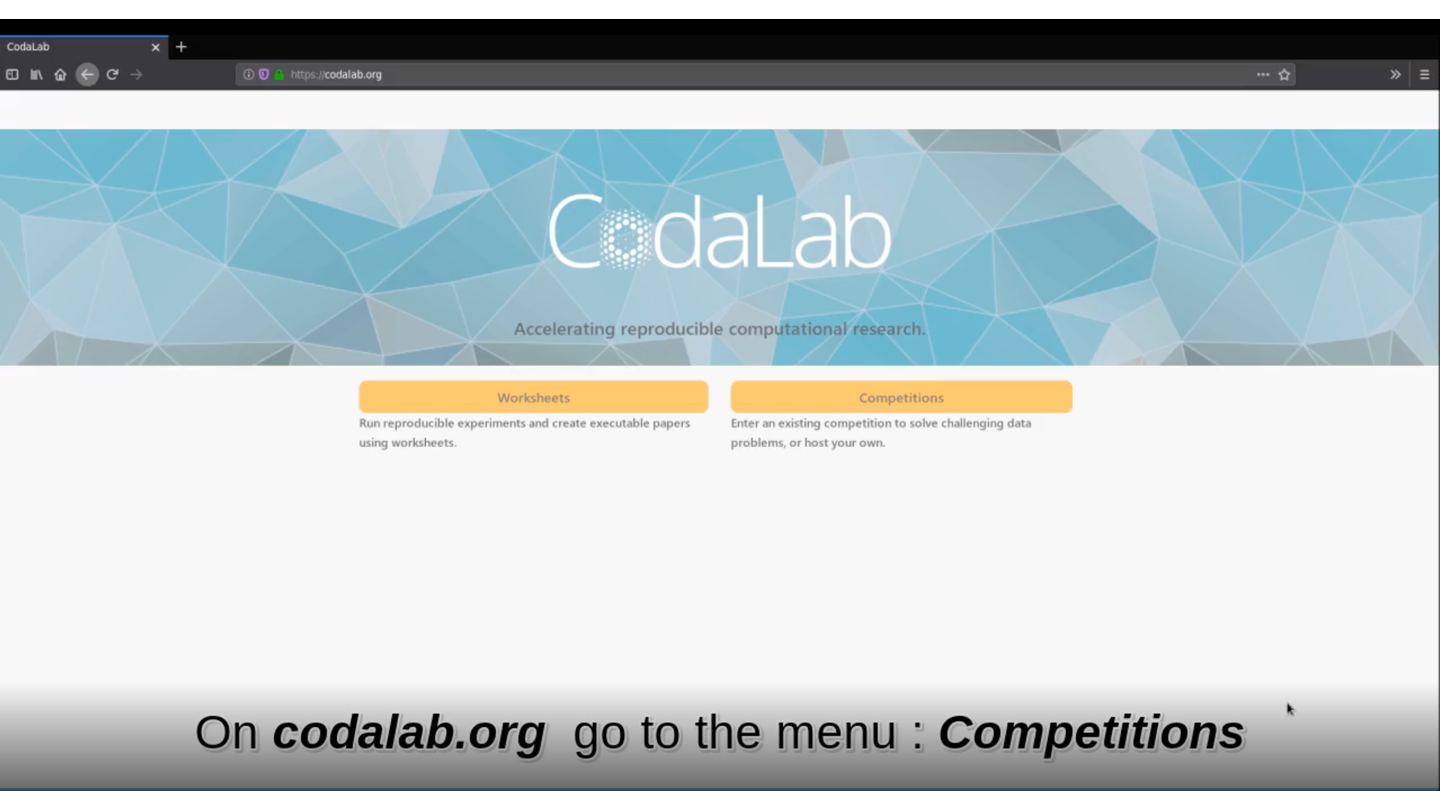 CodaLab
https://codalab.org
CodaLab
Accelerating reproducible computational research.
Worksheets
Run reproducible experiments and create executable papers
using worksheets.
Competitions
Enter an existing competition to solve challenging data
problems, or host your own.
On codalab.org go to the menu : Competitions